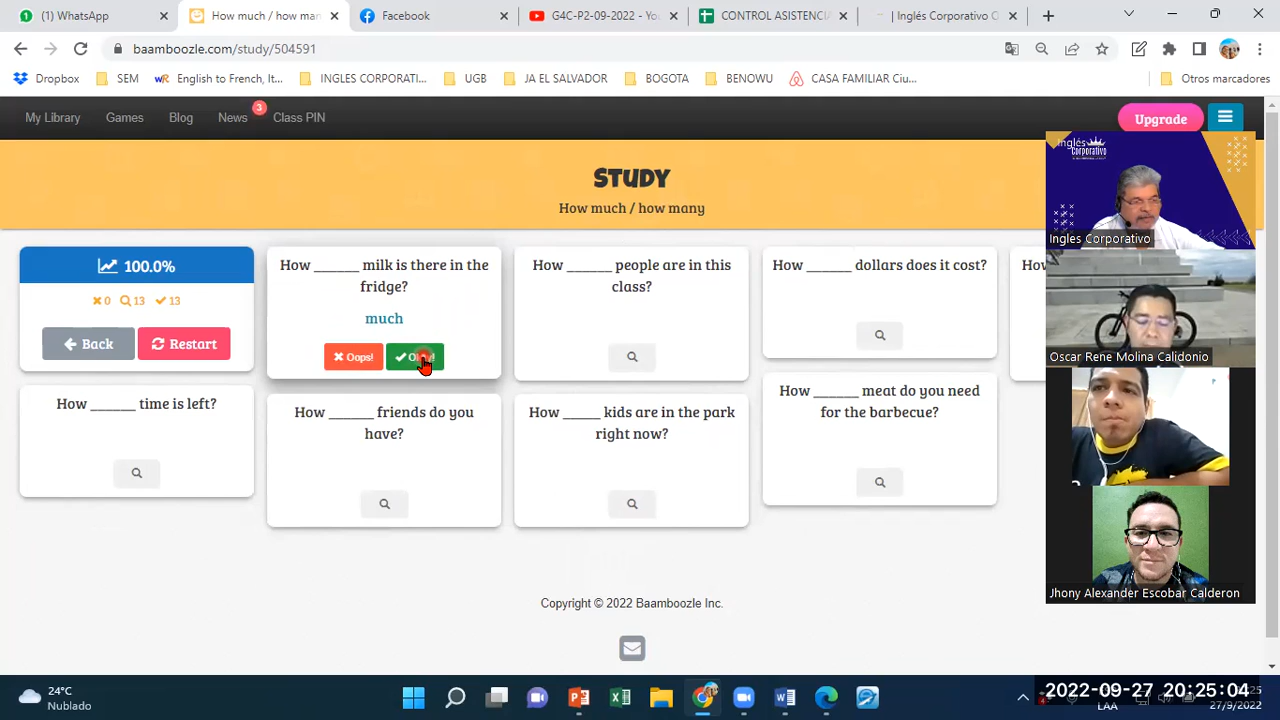 (1) WhatsApp
How much / how man
Facebook
G4C-P2-09-2022 - You
CONTROL ASISTENCIA
| Inglés Corporativo G
baamboozle.com/study/504591
Dropbox
SEM
English to French, It...
INGLES CORPORATI...
UGB
JA EL SALVADOR
BOGOTA
BENOWU
CASA FAMILIAR Ciu...
Otros marcadores
My Library
Games
Blog
News
3
Class PIN
Upgrade
STUDY
How much / how many
100.0%
0
13
13
Back
Restart
How ______ milk is there in the
fridge?
much
Oops!
How ______ people are in this
class?
How ______ dollars does it cost?
How ______ time is left?
How ______ friends do you
have?
How _____ kids are in the park
right now?
How ______ meat do you need
for the barbecue?
Copyright © 2022 Baamboozle Inc.
Inglés
Corporativo
Ingles Corporativo
Oscar Rene Molina Calidonio
Jhony Alexander Escobar Calderon
24°C
Nublado
LAA
2022-09-27 20:25:04
27/9/2022